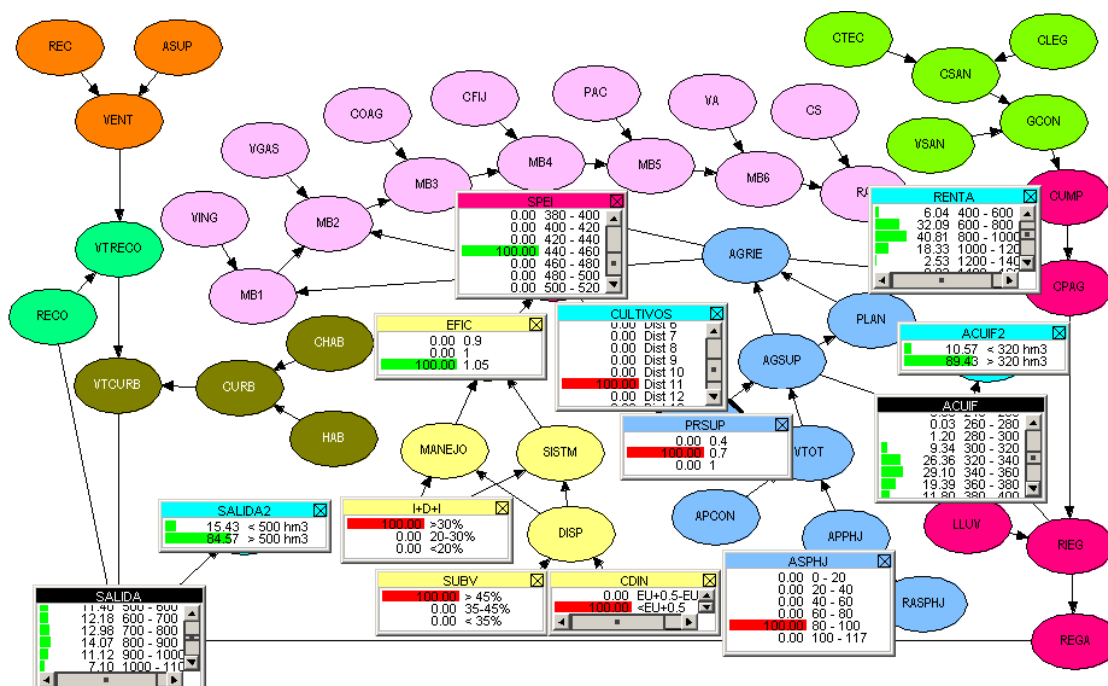 REC
ASUP
VENT
VTRECO
RECO
VTCURB
CURB
CHAB
HAB
VING
MB1
VGAS
MB2
COAG
MB3
CFIJ
MB4
PAC
MB5
VA
MB6
CS
CTEC
CLEG
CSAN
VSAN
GCON
CUMP
CPAG
SPEI
0.00 380 - 400
0.00 400 - 420
0.00 420 - 440
100.00 440 - 460
0.00 460 - 480
0.00 480 - 500
0.00 500 - 520
RENTA
6.04 400 - 600
32.09 600 - 800
40.81 800 - 1000
18.33 1000 - 120
2.53 1200 - 140
AGRIE
PLAN
AGSUP
EFIC
0.00 0.9
0.00 1
100.00 1.05
CULTIVOS
0.00 Dist 7
0.00 Dist 8
0.00 Dist 9
0.00 Dist 10
100.00 Dist 11
0.00 Dist 12
ACUIF2
10.57 < 320 hm3
89.43 > 320 hm3
ACUIF
0.03 260 - 280
1.20 280 - 300
9.34 300 - 320
26.36 320 - 340
29.10 340 - 360
19.39 360 - 380
11.80 380 - 400
PRSUP
0.00 0.4
100.00 0.7
0.00 1
VTOT
MANEJO
SISTM
I+D+I
100.00 >30%
0.00 20-30%
0.00 <20%
DISP
APCON
APPHJ
LLUV
RIEG
SALIDA2
15.43 < 500 hm3
84.57 > 500 hm3
SUBV
100.00 > 45%
0.00 35-45%
0.00 < 35%
CDIN
0.00 EU+0.5-EU
100.00 <EU+0.5
ASPHJ
0.00 0 - 20
0.00 20 - 40
0.00 40 - 60
0.00 60 - 80
100.00 80 - 100
0.00 100 - 117
RASPHJ
REGA
SALIDA
11.40 500 - 600
12.18 600 - 700
12.98 700 - 800
14.07 800 - 900
11.12 900 - 1000
7.10 1000 - 110